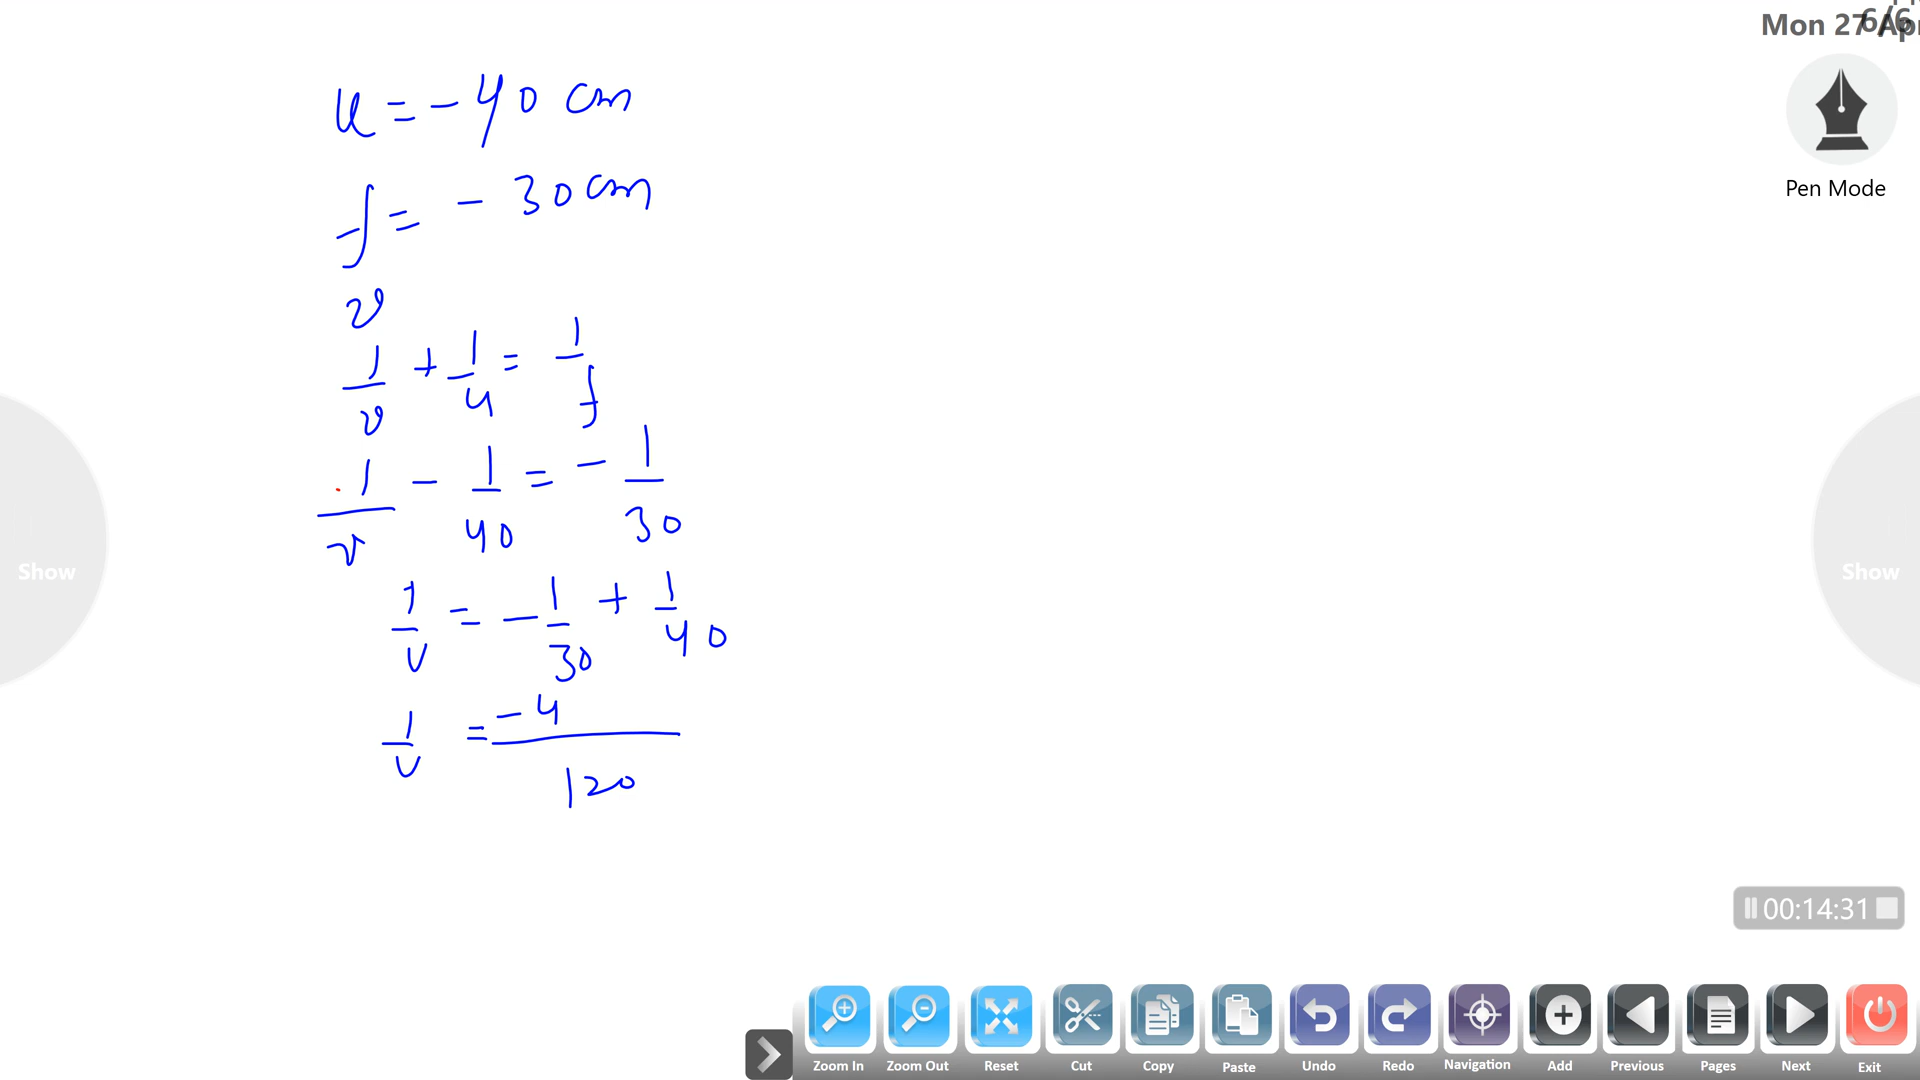 Mon 27 Ap
6/6
u = - 40 cm
Pen Mode
f = - 30 cm
v
1/v + 1/u = 1/f
1/v - 1/40 = - 1/30
Show
Show
1/v = - 1/30 + 1/40
1/v = - 4 / 120
00:14:31
Zoom In Zoom Out Reset Cut Copy Paste Undo Redo Navigation Add Previous Pages Next Exit